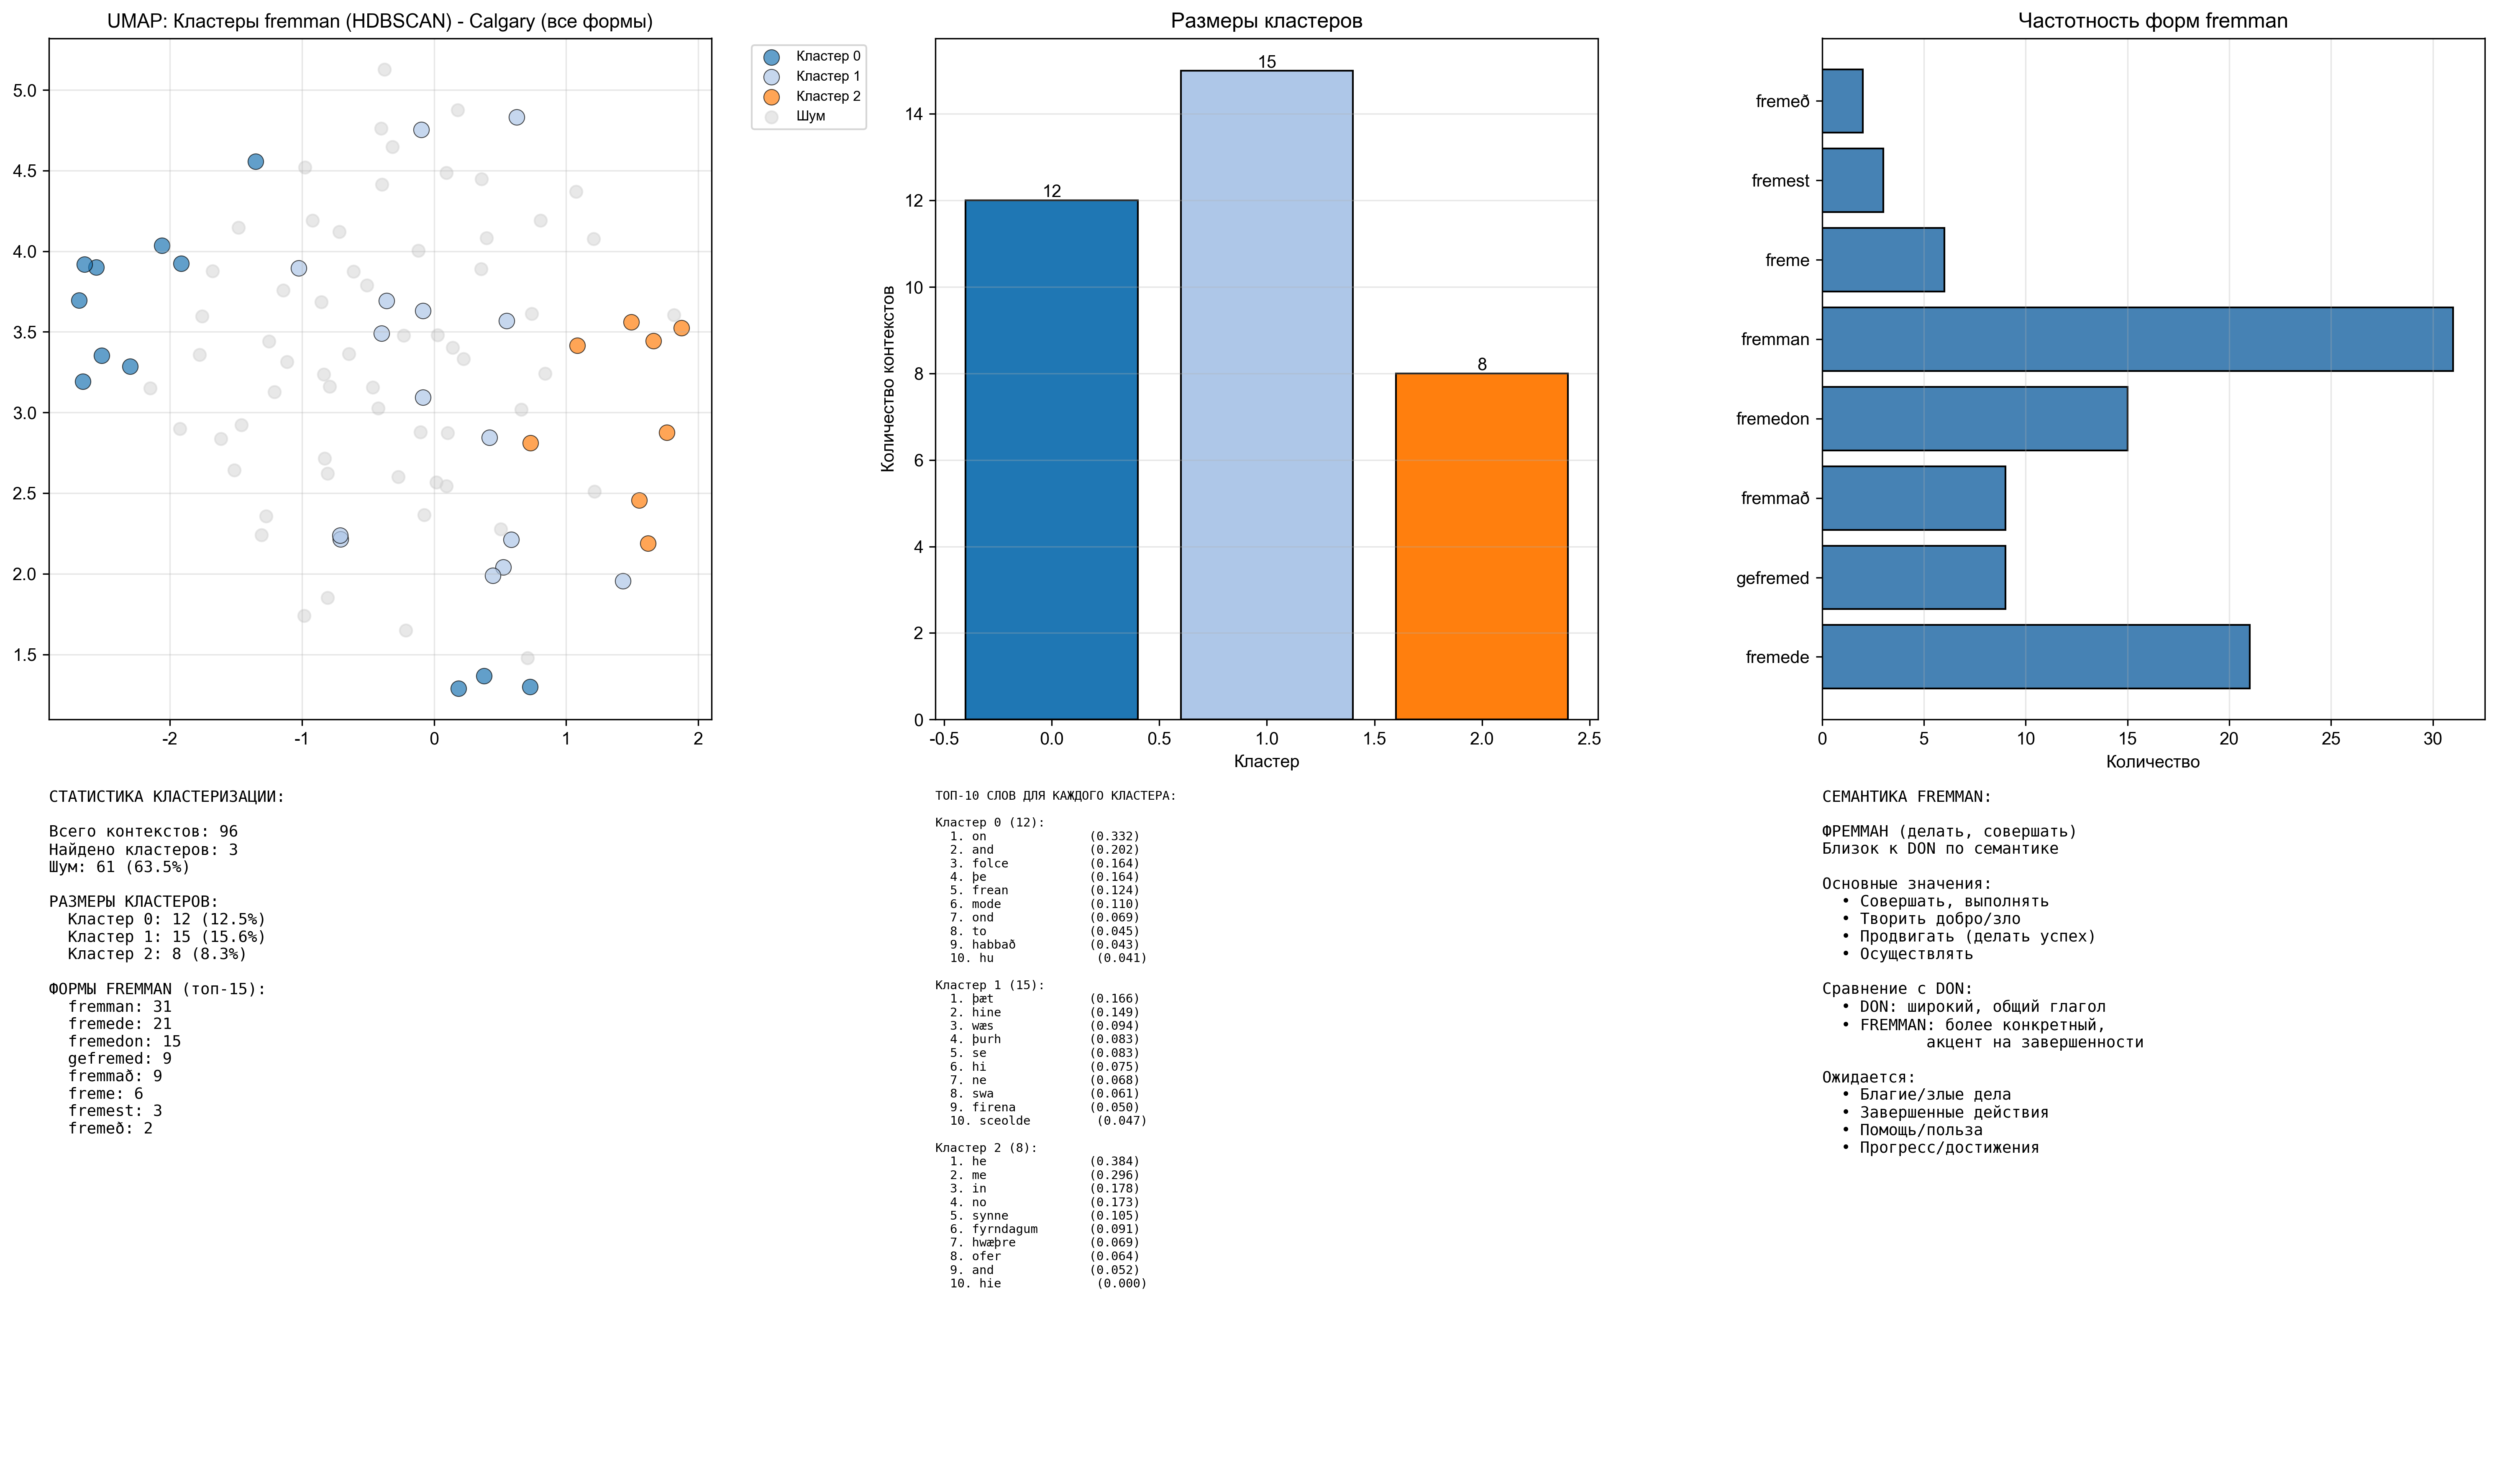 UMAP: Кластеры fremman (HDBSCAN) - Calgary (все формы)
5.0
4.5
4.0
3.5
3.0
2.5
2.0
1.5
-2
-1
0
1
2
Кластер 0
Кластер 1
Кластер 2
Шум
Размеры кластеров
Количество контекстов
14
12
10
8
6
4
2
0
12
15
8
-0.5
0.0
0.5
1.0
1.5
2.0
2.5
Кластер
Частотность форм fremman
fremeð
fremest
freme
fremman
fremedon
fremmað
gefremed
fremede
0
5
10
15
20
25
30
Количество
СТАТИСТИКА КЛАСТЕРИЗАЦИИ:
Всего контекстов: 96
Найдено кластеров: 3
Шум: 61 (63.5%)
РАЗМЕРЫ КЛАСТЕРОВ:
Кластер 0: 12 (12.5%)
Кластер 1: 15 (15.6%)
Кластер 2: 8 (8.3%)
ФОРМЫ FREMMAN (топ-15):
fremman: 31
fremede: 21
fremedon: 15
gefremed: 9
fremmað: 9
freme: 6
fremest: 3
fremeð: 2
ТОП-10 СЛОВ ДЛЯ КАЖДОГО КЛАСТЕРА:
Кластер 0 (12):
1. on (0.332)
2. and (0.202)
3. folce (0.164)
4. þe (0.164)
5. frean (0.124)
6. mode (0.110)
7. ond (0.069)
8. to (0.045)
9. habbað (0.043)
10. hu (0.041)
Кластер 1 (15):
1. þæt (0.166)
2. hine (0.149)
3. wæs (0.094)
4. þurh (0.083)
5. se (0.083)
6. hi (0.075)
7. ne (0.068)
8. swa (0.061)
9. firena (0.050)
10. sceolde (0.047)
Кластер 2 (8):
1. he (0.384)
2. me (0.296)
3. in (0.178)
4. no (0.173)
5. synne (0.105)
6. fyrndagum (0.091)
7. hwæþre (0.069)
8. ofer (0.064)
9. and (0.052)
10. hie (0.000)
СЕМАНТИКА FREMMAN:
ФРЕММАН (делать, совершать)
Близок к DON по семантике
Основные значения:
• Совершать, выполнять
• Творить добро/зло
• Продвигать (делать успех)
• Осуществлять
Сравнение с DON:
• DON: широкий, общий глагол
• FREMMAN: более конкретный,
акцент на завершенности
Ожидается:
• Благие/злые дела
• Завершенные действия
• Помощь/польза
• Прогресс/достижения